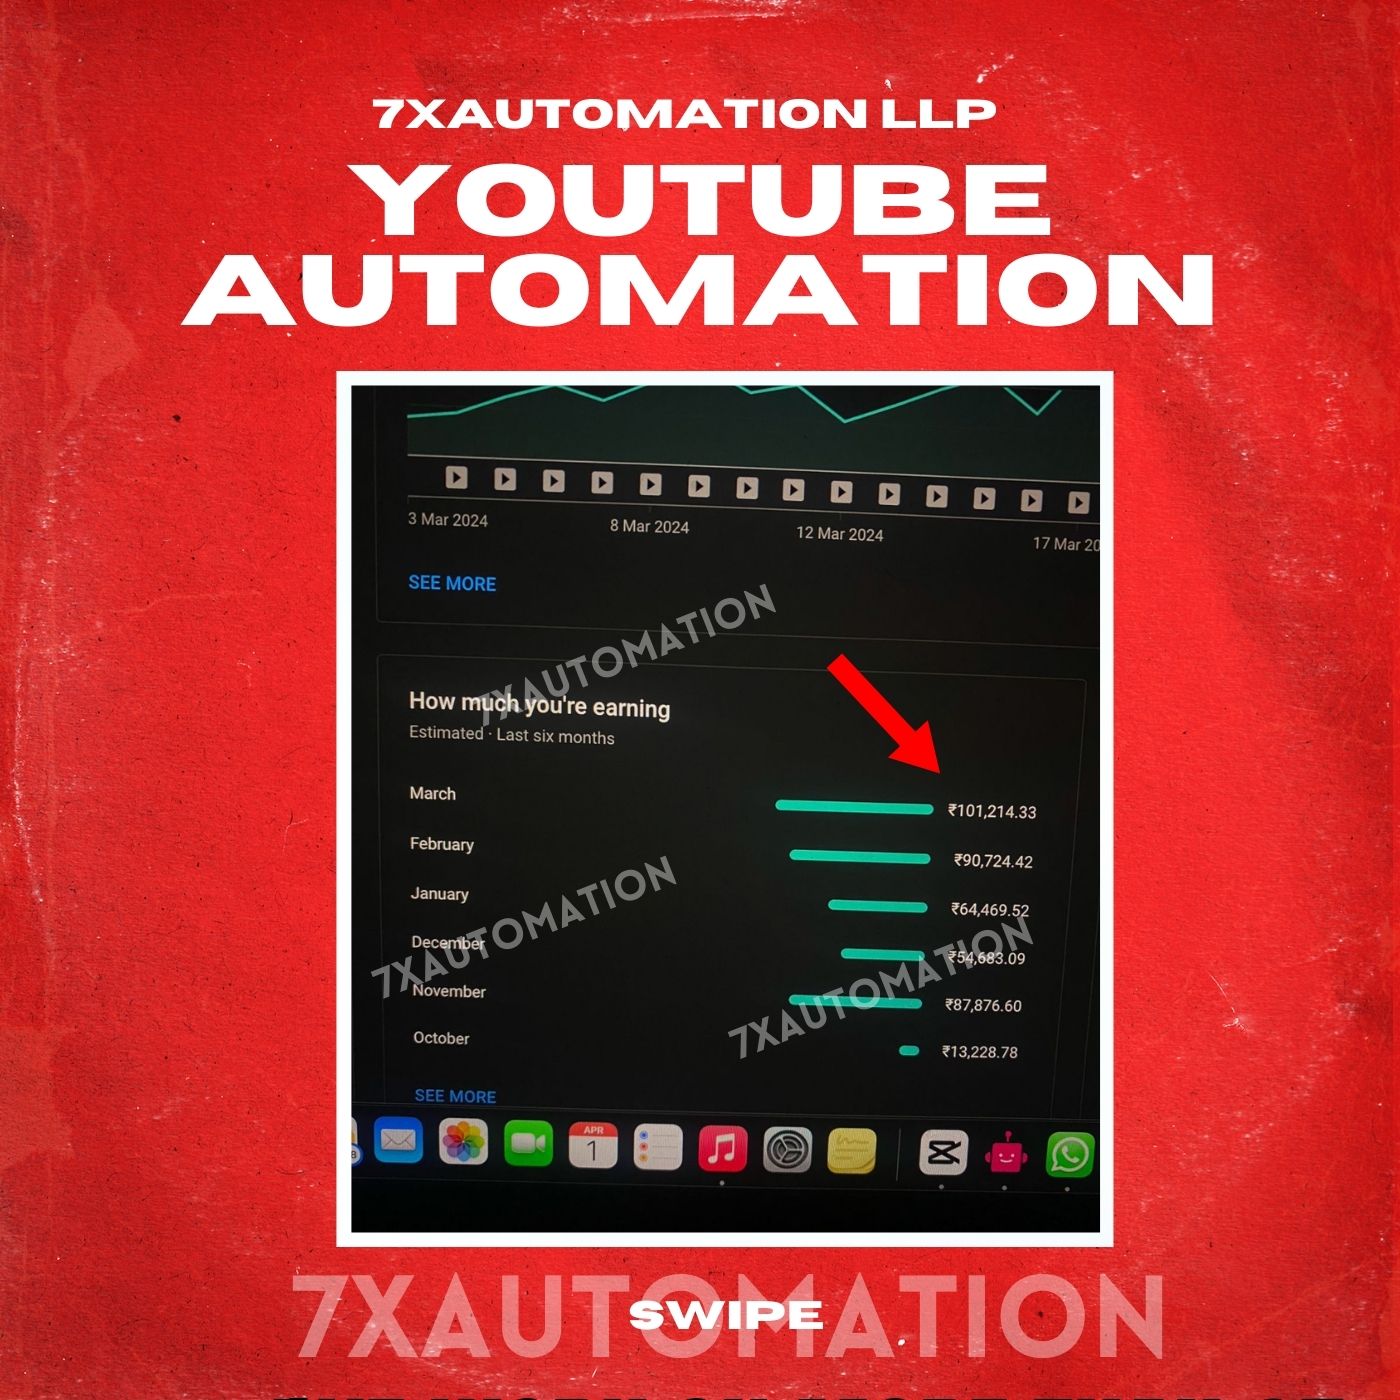 7XAUTOMATION LLP
YOUTUBE
AUTOMATION
3 Mar 2024
8 Mar 2024
12 Mar 2024
17 Mar 20
SEE MORE
7XAUTOMATION
How much you're earning
Estimated · Last six months
March ₹101,214.33
February ₹90,724.42
January ₹64,469.52
December ₹54,683.09
November ₹87,876.60
October ₹13,228.78
7XAUTOMATION
7XAUTOMATION
SEE MORE
APR
1
7XAUTOMATION
SWIPE